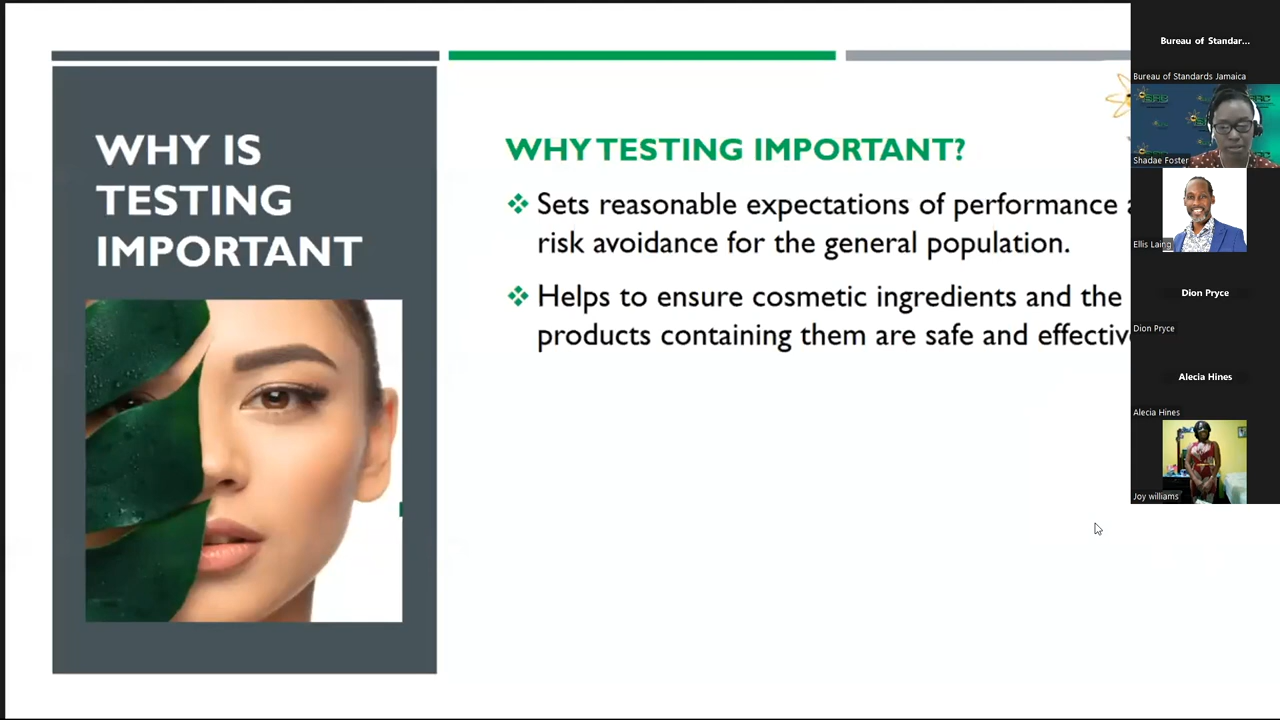 WHY IS
TESTING
IMPORTANT
WHY TESTING IMPORTANT?
Sets reasonable expectations of performance
risk avoidance for the general population.
Helps to ensure cosmetic ingredients and the
products containing them are safe and effectiv
Bureau of Standar...
Bureau of Standards Jamaica
Shadae Foster
Ellis Laing
Dion Pryce
Dion Pryce
Alecia Hines
Alecia Hines
Joy williams